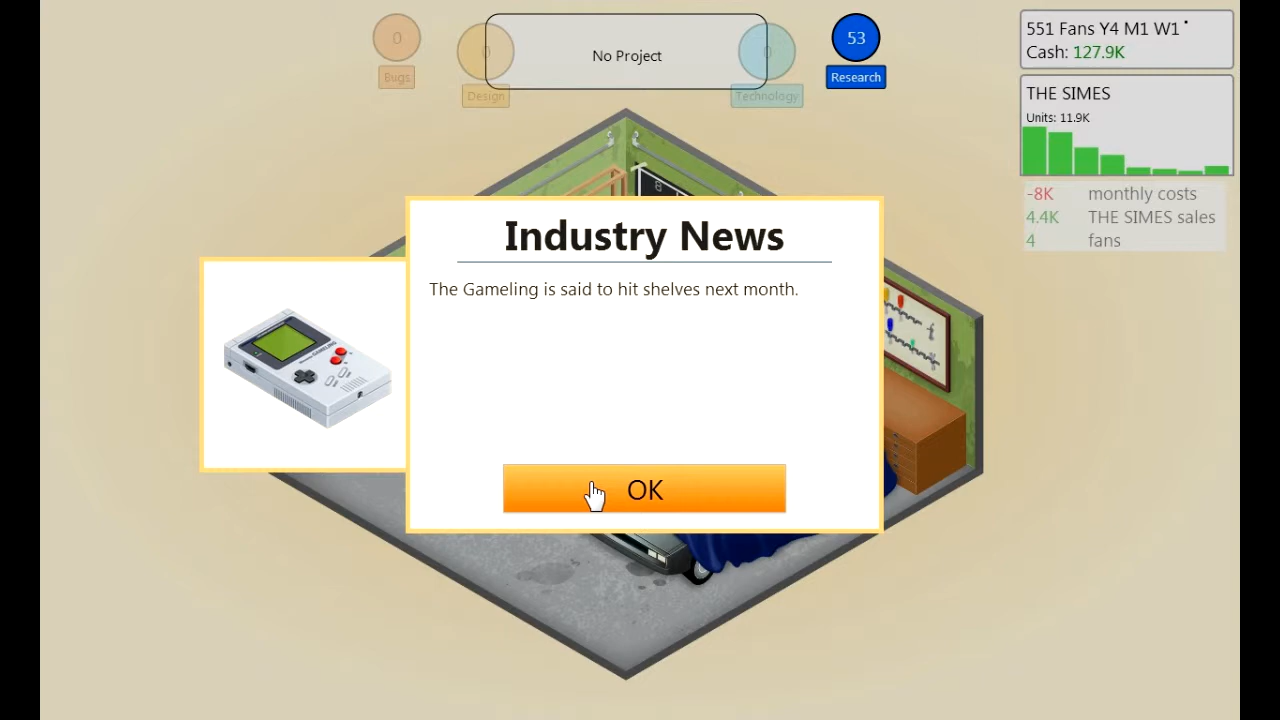 0
Bugs
0
Design
No Project
0
Technology
53
Research
551 Fans Y4 M1 W1
Cash: 127.9K
THE SIMES
Units: 11.9K
-8K monthly costs
4.4K THE SIMES sales
4 fans
Industry News
The Gameling is said to hit shelves next month.
OK